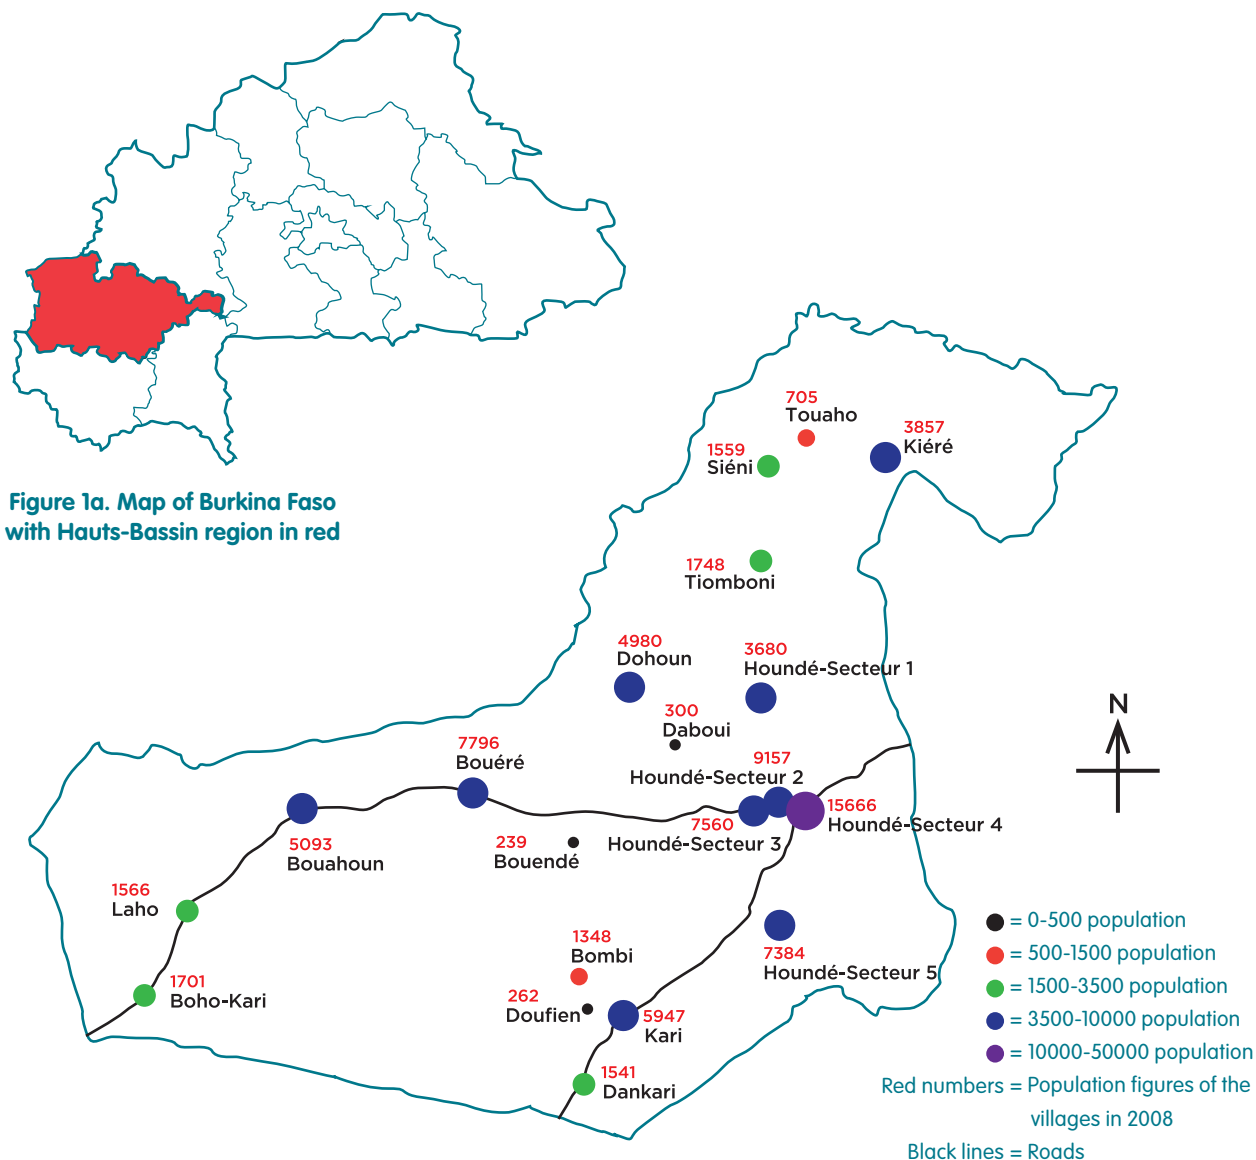 Figure 1a. Map of Burkina Faso
with Hauts-Bassin region in red
705
Touaho
3857
Kiéré
1559
Siéni
1748
Tiomboni
4980
Dohoun
3680
Houndé-Secteur 1
300
Daboui
N
7796
Bouéré
9157
Houndé-Secteur 2
15666
Houndé-Secteur 4
7560
Houndé-Secteur 3
5093
Bouahoun
239
Bouendé
1566
Laho
1701
Boho-Kari
1348
Bombi
7384
Houndé-Secteur 5
262
Doufien
5947
Kari
1541
Dankari
= 0-500 population
= 500-1500 population
= 1500-3500 population
= 3500-10000 population
= 10000-50000 population
Red numbers = Population figures of the
villages in 2008
Black lines = Roads